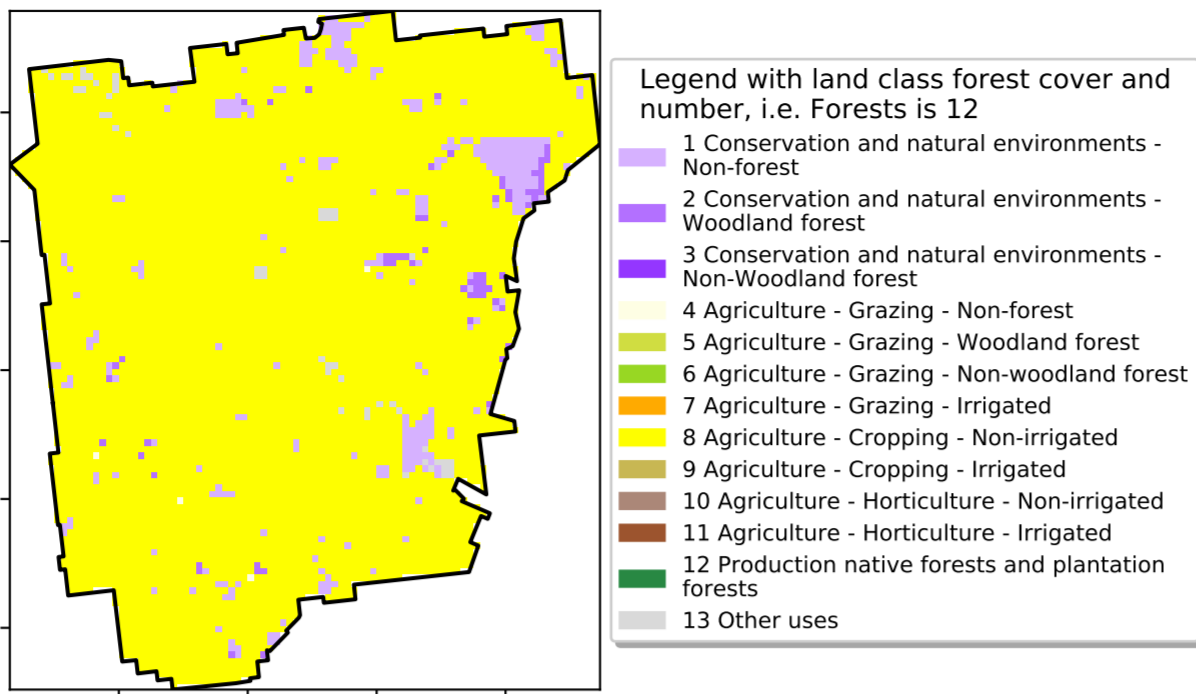 Legend with land class forest cover and
number, i.e. Forests is 12
1 Conservation and natural environments -
Non-forest
2 Conservation and natural environments -
Woodland forest
3 Conservation and natural environments -
Non-Woodland forest
4 Agriculture - Grazing - Non-forest
5 Agriculture - Grazing - Woodland forest
6 Agriculture - Grazing - Non-woodland forest
7 Agriculture - Grazing - Irrigated
8 Agriculture - Cropping - Non-irrigated
9 Agriculture - Cropping - Irrigated
10 Agriculture - Horticulture - Non-irrigated
11 Agriculture - Horticulture - Irrigated
12 Production native forests and plantation
forests
13 Other uses